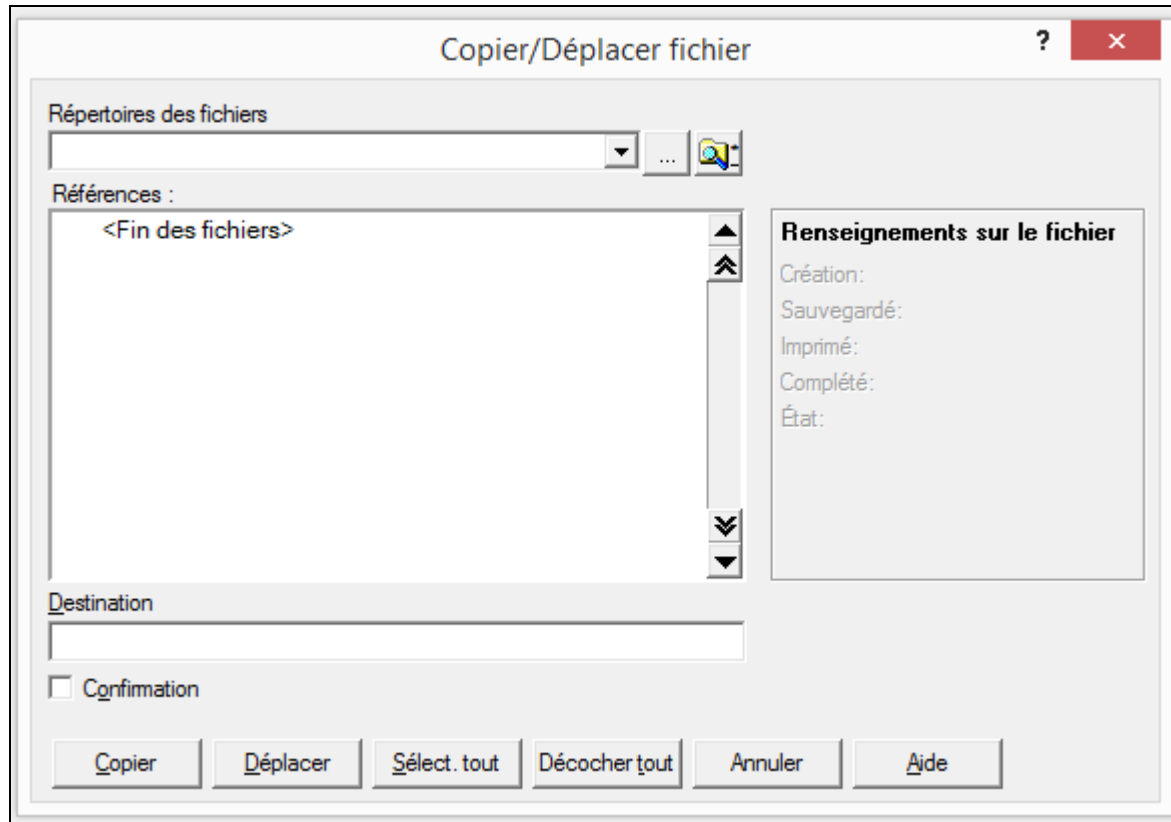 Copier/Déplacer fichier
?
Répertoires des fichiers
...
Références :
<Fin des fichiers>
Renseignements sur le fichier
Création:
Sauvegardé:
Imprimé:
Complété:
État:
Destination
Confirmation
Copier Déplacer Sélect. tout Décocher tout Annuler Aide